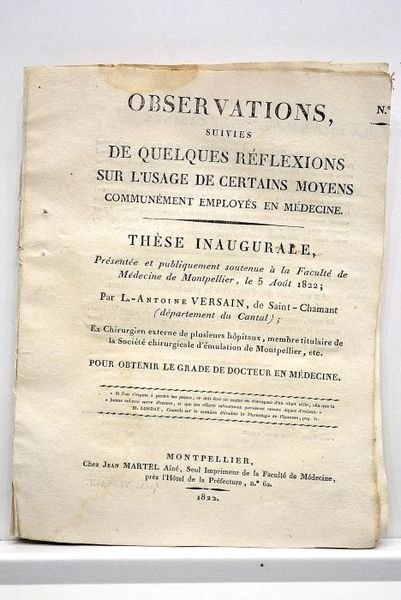 OBSERVATIONS,
N.º
SUIVIES
DE QUELQUES RÉFLEXIONS
SUR L'USAGE DE CERTAINS MOYENS
COMMUNÉMENT EMPLOYÉS EN MÉDECINE.
THÈSE INAUGURALE,
Présentée et publiquement soutenue à la Faculté de
Médecine de Montpellier, le 5 Août 1822;
Par L.-ANTOINE VERSAIN, de Saint-Chamant
(département du Cantal);
Ex-Chirurgien externe de plusieurs hôpitaux, membre titulaire de
la Société chirurgicale d'émulation de Montpellier, etc.
POUR OBTENIR LE GRADE DE DOCTEUR EN MÉDECINE.
MONTPELLIER,
Chez JEAN MARTEL Aîné, Seul Imprimeur de la Faculté de Médecine,
près l'Hôtel de la Préfecture, n.º 62.
1822.